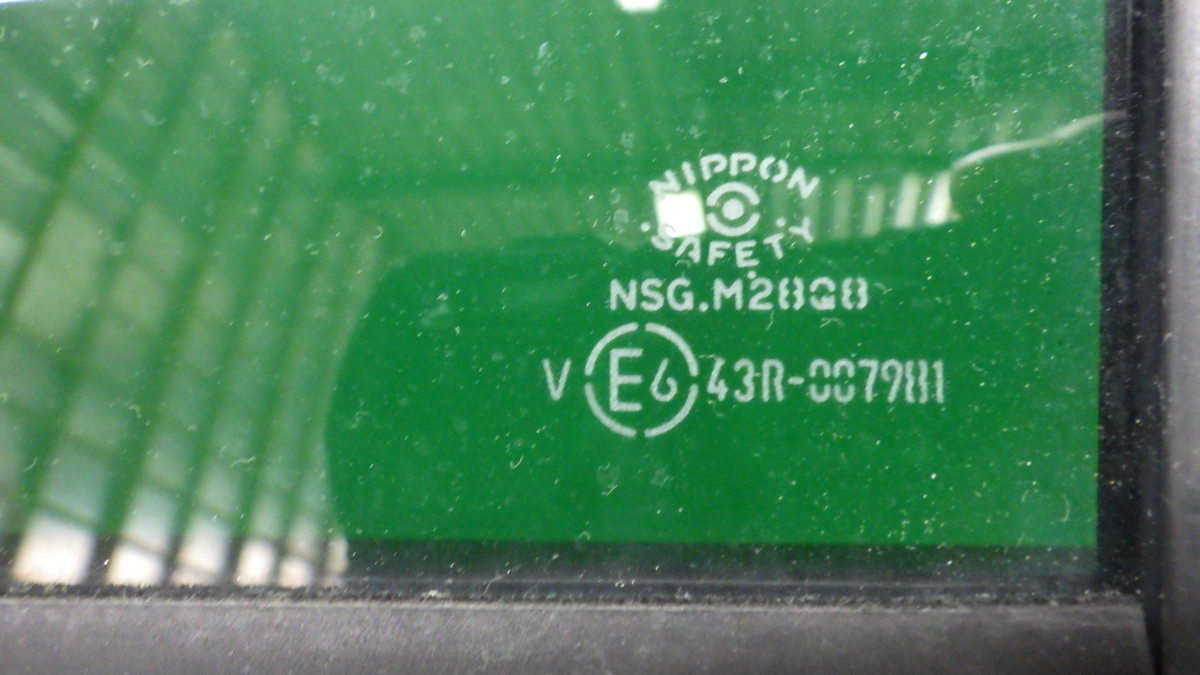 NIPPON
SAFETY
NSG.M28Q8
V E6 43R-007981